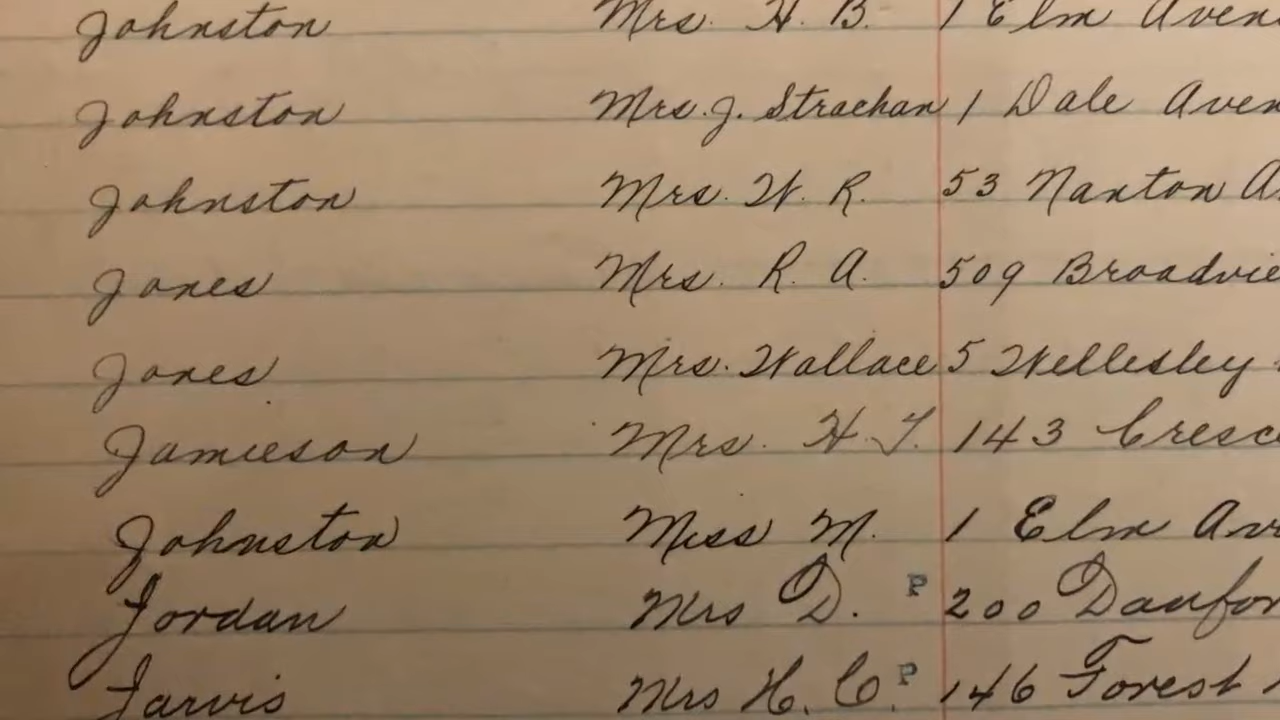 Johnston Mrs. H. B. 1 Elm Aven
Johnston Mrs. J. Strachan 1 Dale Aven
Johnston Mrs. W. R. 53 Nanton A
Jones Mrs. R. A. 509 Broadvie
Jones Mrs. Wallace 5 Wellesley
Jamieson Mrs. H. T. 143 Cresc
Johnston Miss M. 1 Elm Av
Jordan Mrs D. P 200 Danfor
Jarvis Mrs H. C. P 146 Forest